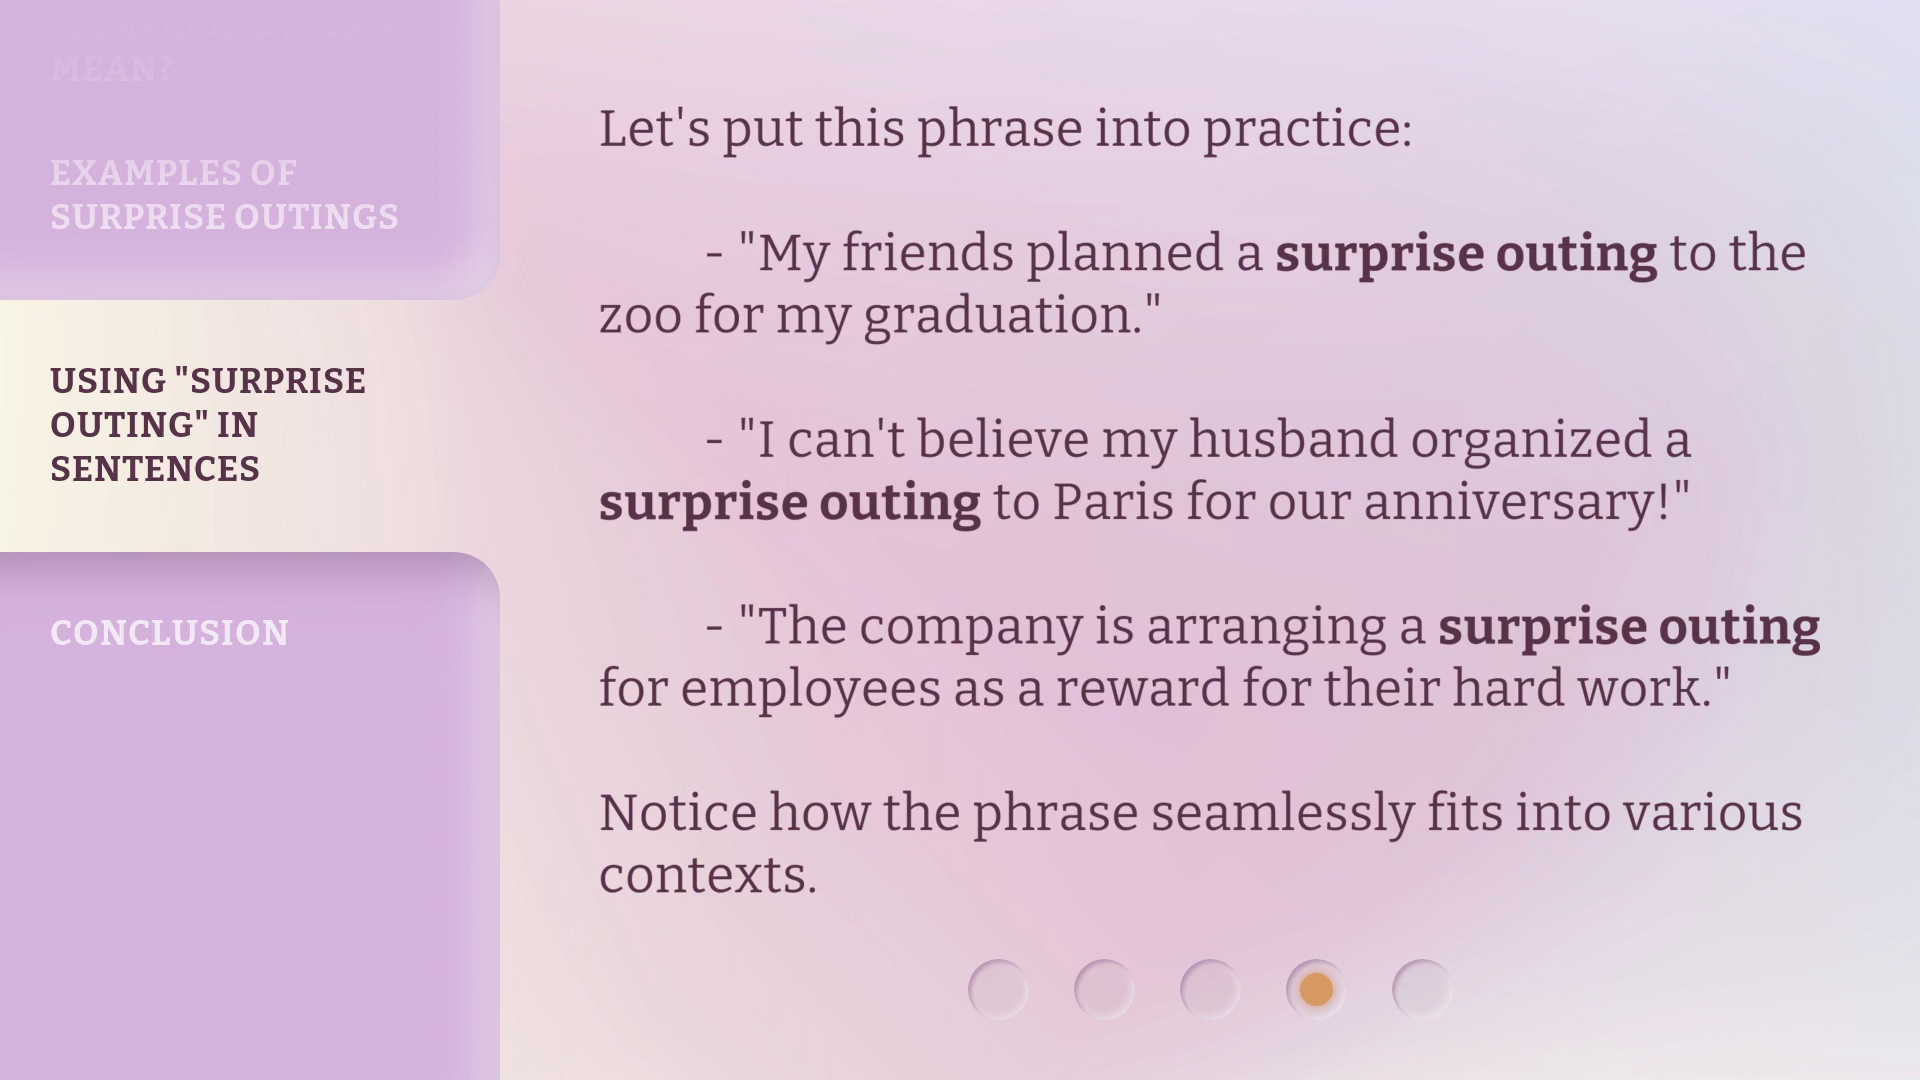 "SURPRISE OUTING"
MEAN?
EXAMPLES OF
SURPRISE OUTINGS
USING "SURPRISE
OUTING" IN
SENTENCES
CONCLUSION
Let's put this phrase into practice:
- "My friends planned a surprise outing to the
zoo for my graduation."
- "I can't believe my husband organized a
surprise outing to Paris for our anniversary!"
- "The company is arranging a surprise outing
for employees as a reward for their hard work."
Notice how the phrase seamlessly fits into various
contexts.